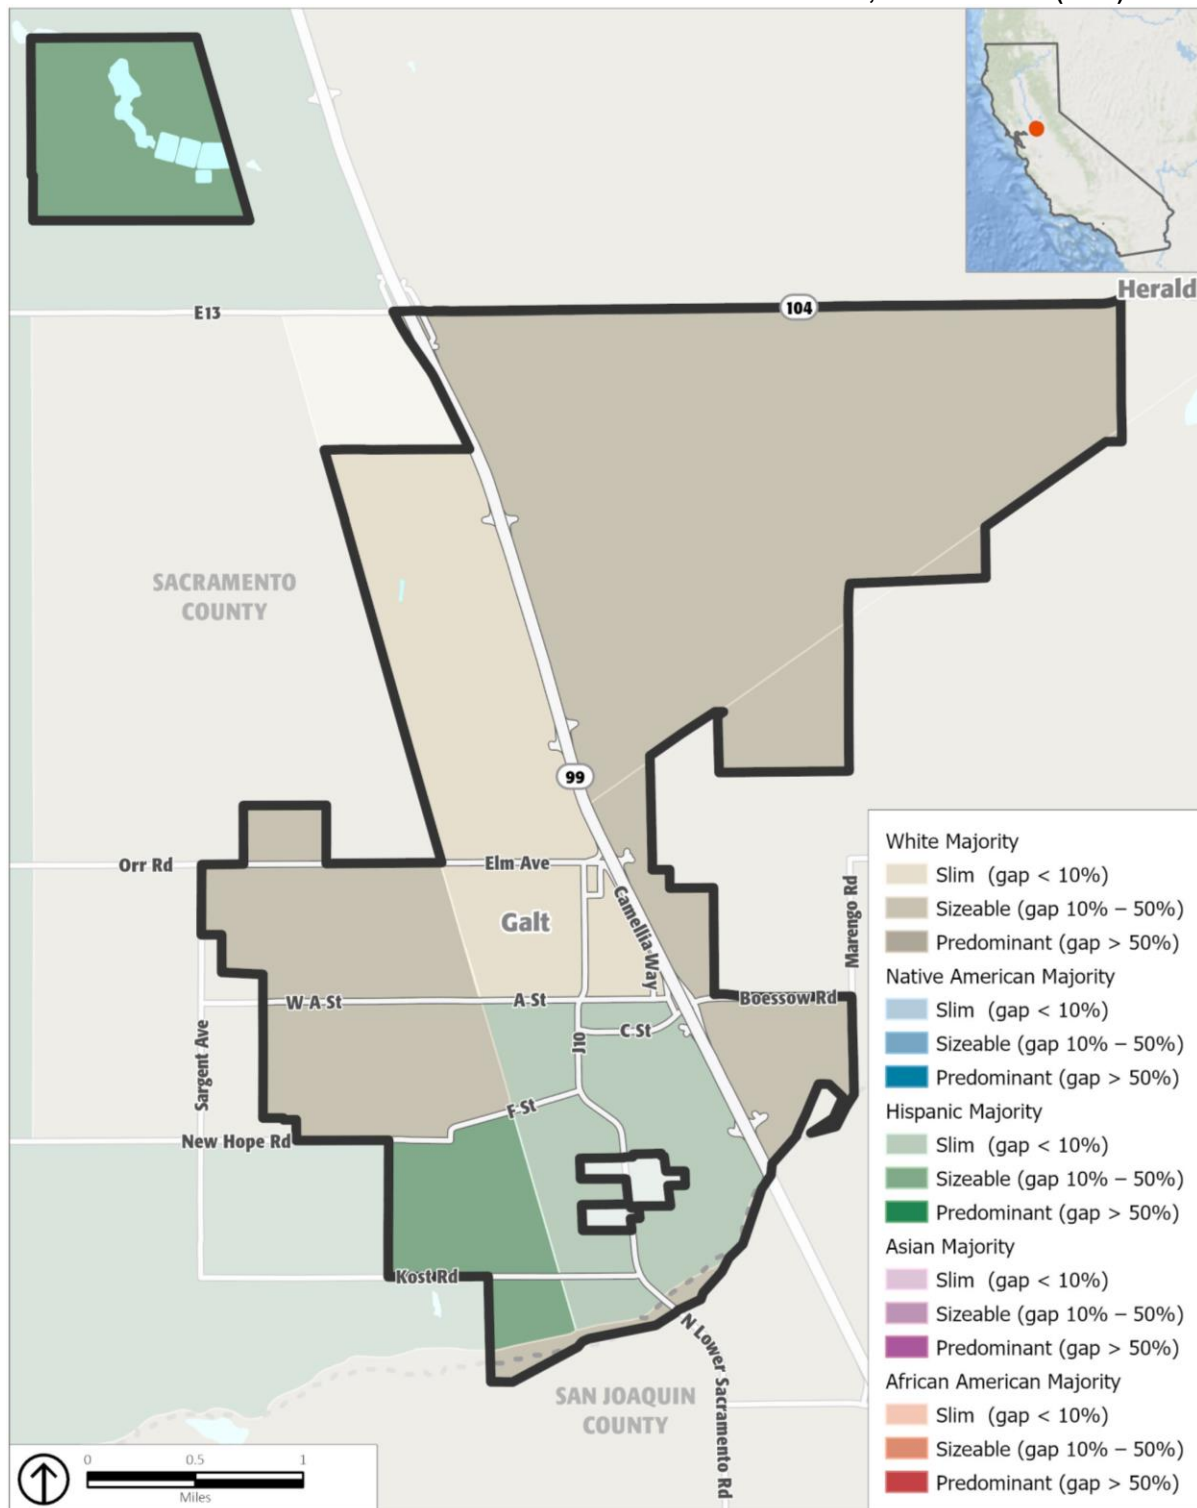 Herald
E13
104
SACRAMENTO
COUNTY
99
Orr Rd
Elm Ave
Camellia Way
Galt
Marengo Rd
W A St
A St
Boessow Rd
C St
J10
Sargent Ave
F St
New Hope Rd
Kost Rd
N Lower Sacramento Rd
SAN JOAQUIN
COUNTY
0 0.5 1
Miles
White Majority
Slim (gap < 10%)
Sizeable (gap 10% – 50%)
Predominant (gap > 50%)
Native American Majority
Slim (gap < 10%)
Sizeable (gap 10% – 50%)
Predominant (gap > 50%)
Hispanic Majority
Slim (gap < 10%)
Sizeable (gap 10% – 50%)
Predominant (gap > 50%)
Asian Majority
Slim (gap < 10%)
Sizeable (gap 10% – 50%)
Predominant (gap > 50%)
African American Majority
Slim (gap < 10%)
Sizeable (gap 10% – 50%)
Predominant (gap > 50%)